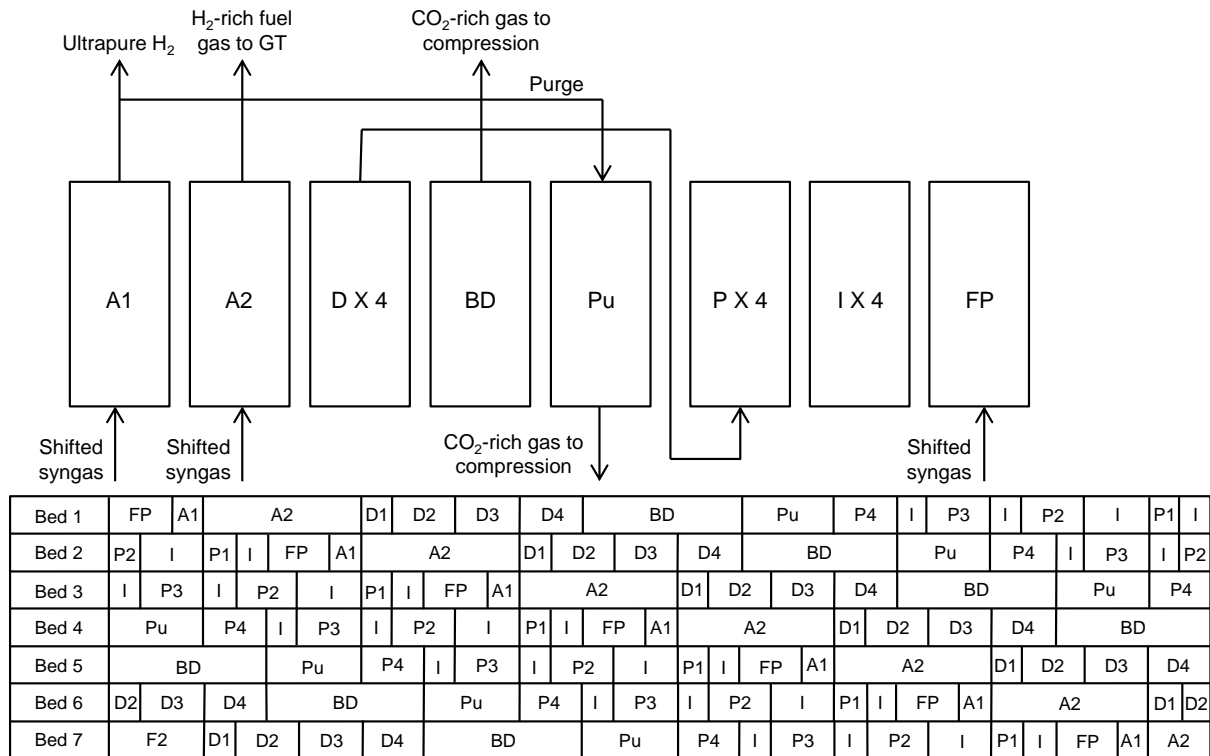 Ultrapure H₂
H₂-rich fuel
gas to GT
CO₂-rich gas to
compression
Purge
A1
A2
D X 4
BD
Pu
P X 4
I X 4
FP
Shifted
syngas
Shifted
syngas
CO₂-rich gas to
compression
Shifted
syngas
Bed 1 FP A1 A2 D1 D2 D3 D4 BD Pu P4 I P3 I P2 I P1 I
Bed 2 P2 I P1 I FP A1 A2 D1 D2 D3 D4 BD Pu P4 I P3 I P2
Bed 3 I P3 I P2 I P1 I FP A1 A2 D1 D2 D3 D4 BD Pu P4
Bed 4 Pu P4 I P3 I P2 I P1 I FP A1 A2 D1 D2 D3 D4 BD
Bed 5 BD Pu P4 I P3 I P2 I P1 I FP A1 A2 D1 D2 D3 D4
Bed 6 D2 D3 D4 BD Pu P4 I P3 I P2 I P1 I FP A1 A2 D1 D2
Bed 7 F2 D1 D2 D3 D4 BD Pu P4 I P3 I P2 I P1 I FP A1 A2